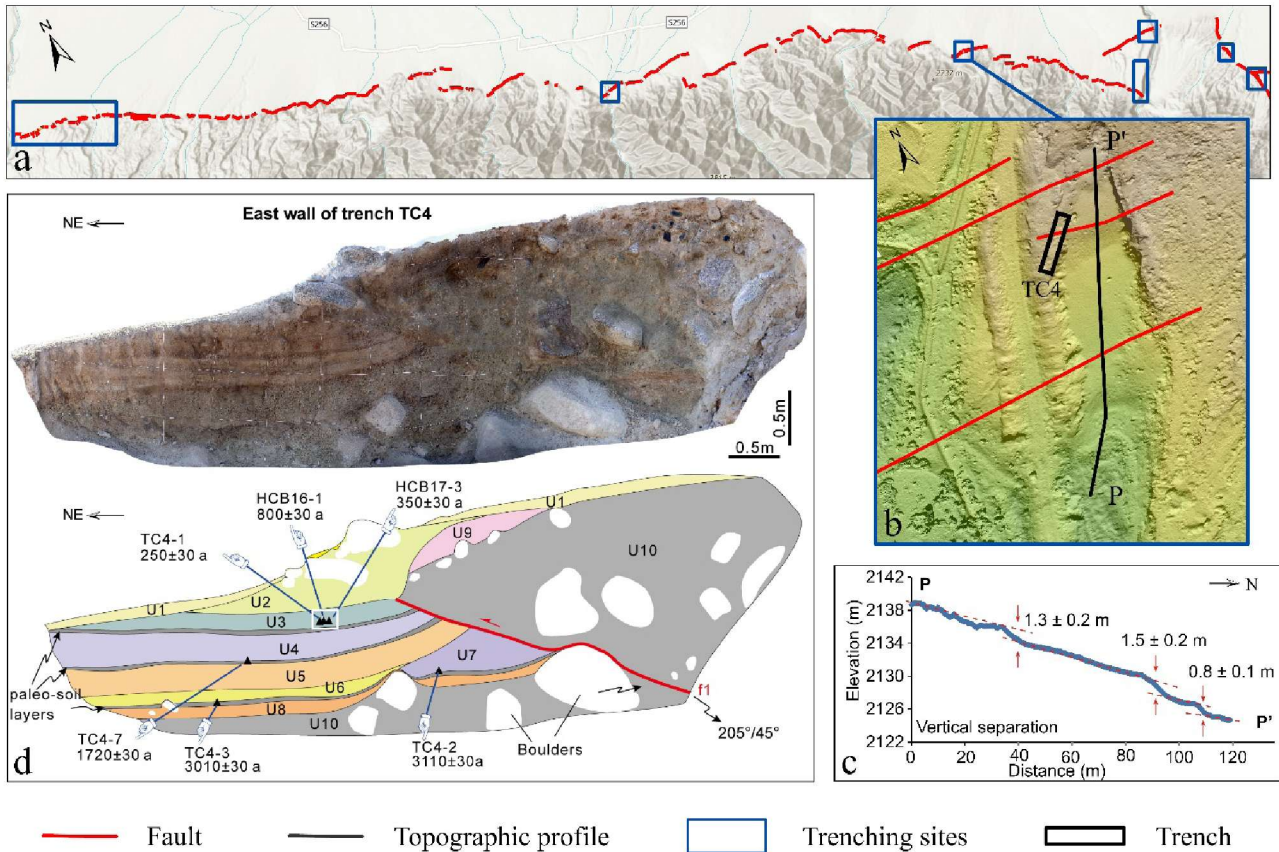 N
S256
S256
2232 m
a
N
P'
TC4
P
b
East wall of trench TC4
NE
0.5m
0.5m
NE
HCB16-1
800±30 a
HCB17-3
350±30 a
TC4-1
250±30 a
U1
U9
U10
U2
U1
U3
U4
U7
U5
U6
U8
U10
paleo-soil
layers
f1
205°/45°
Boulders
TC4-7
1720±30 a
TC4-3
3010±30 a
TC4-2
3110±30 a
d
2142
2138
2134
2130
2126
2122
Elevation (m)
P
N
1.3 ± 0.2 m
1.5 ± 0.2 m
0.8 ± 0.1 m
P'
Vertical separation
0 20 40 60 80 100 120
Distance (m)
c
Fault
Topographic profile
Trenching sites
Trench